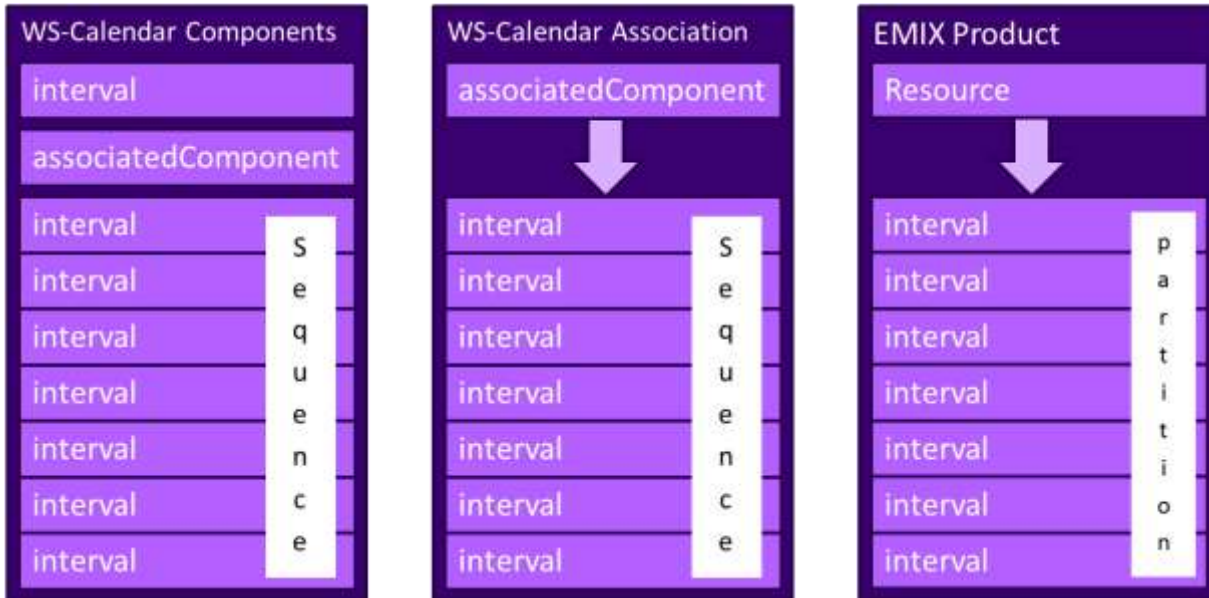 WS-Calendar Components
interval
associatedComponent
interval
interval
interval
interval
interval
interval
interval
Sequence
WS-Calendar Association
associatedComponent
interval
interval
interval
interval
interval
interval
interval
Sequence
EMIX Product
Resource
interval
interval
interval
interval
interval
interval
interval
partition